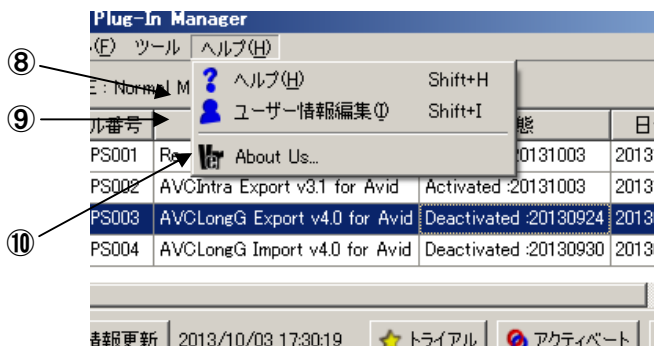 Plug-In Manager
(F) ツール ヘルプ(H)
⑧
E : Normal M
ヘルプ(H) Shift+H
⑨
ユーザー情報編集(I) Shift+I
ル番号 態 日
About Us...
PS001 Re 20131003 2013
PS002 AVCIntra Export v3.1 for Avid Activated :20131003 2013
PS003 AVCLongG Export v4.0 for Avid Deactivated :20130924 2013
⑩
PS004 AVCLongG Import v4.0 for Avid Deactivated :20130930 2013
情報更新 2013/10/03 17:30:19 トライアル アクティベート